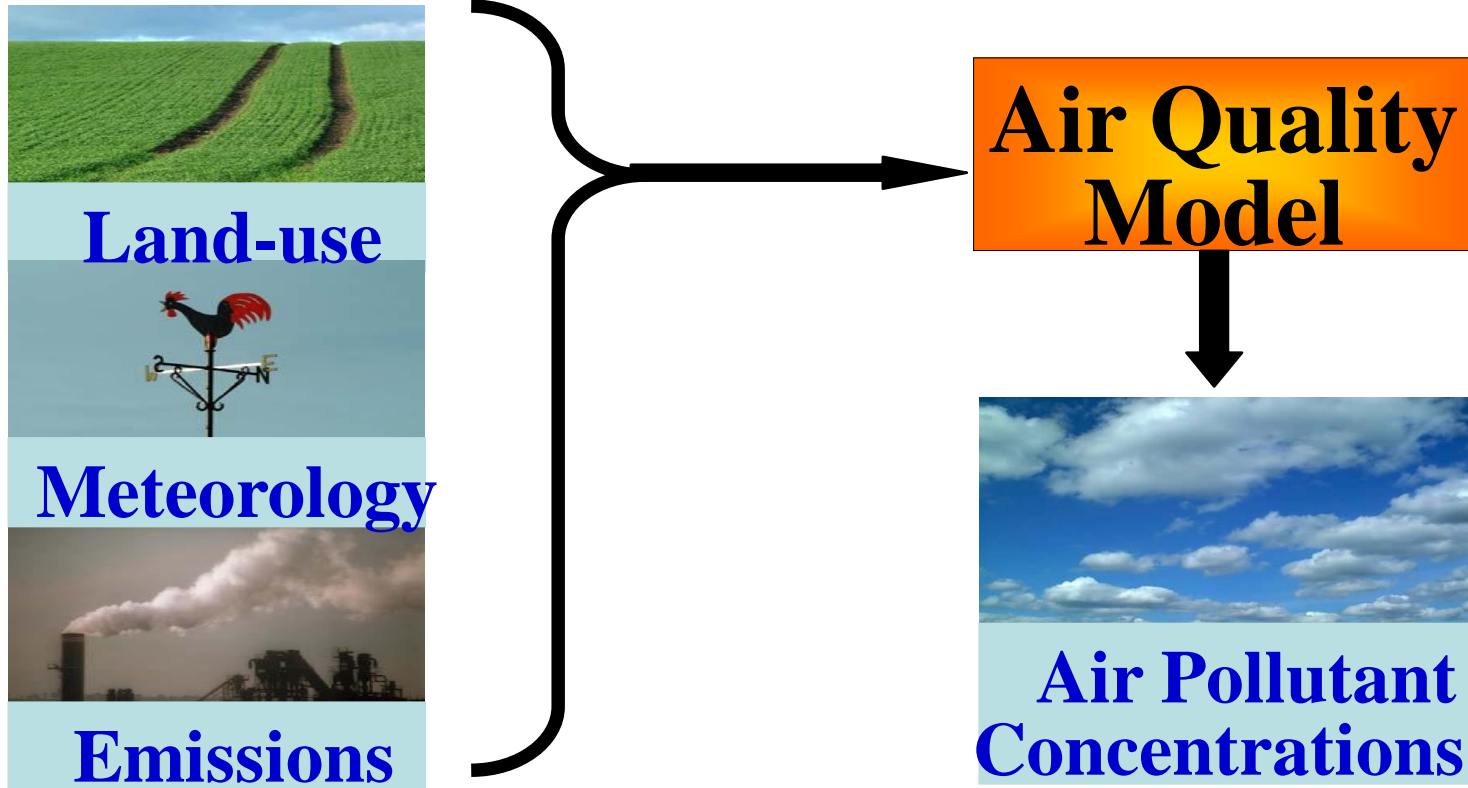 Land-use
S
E
W
N
Meteorology
Emissions
Air Quality
Model
Air Pollutant
Concentrations